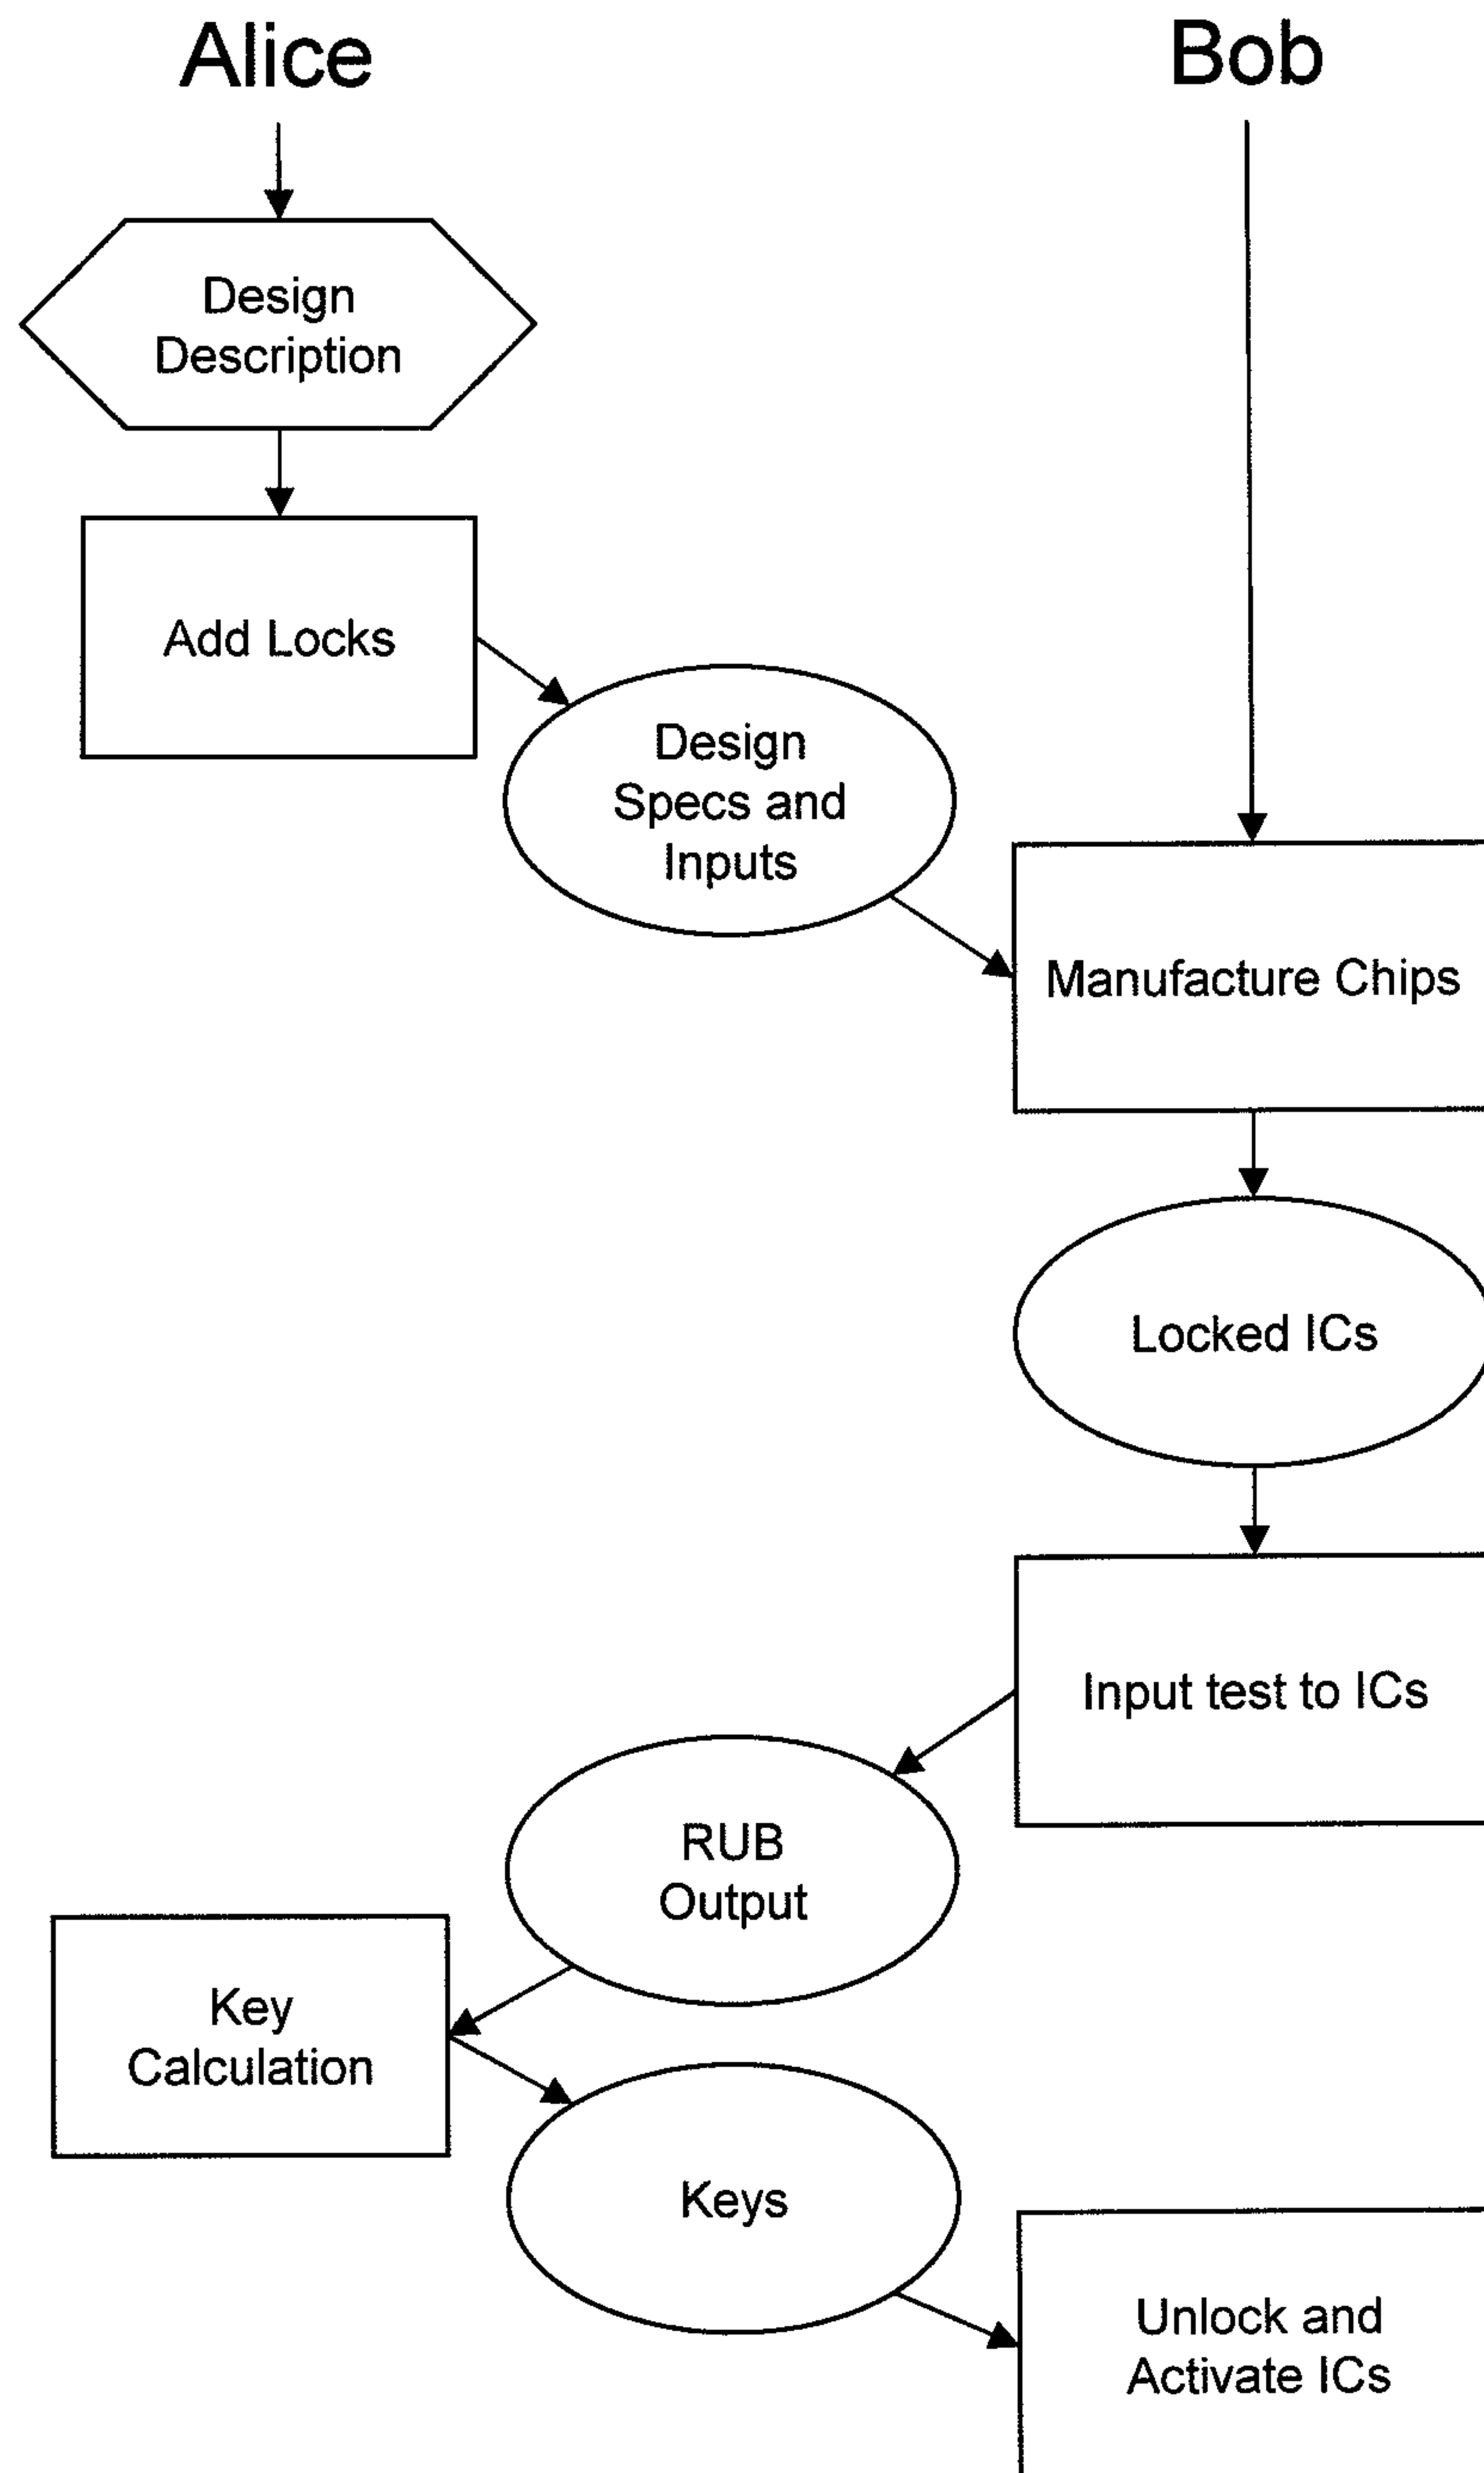 Alice
Bob
Design
Description
Add Locks
Design
Specs and
Inputs
Manufacture Chips
Locked ICs
Input test to ICs
RUB
Output
Key
Calculation
Keys
Unlock and
Activate ICs